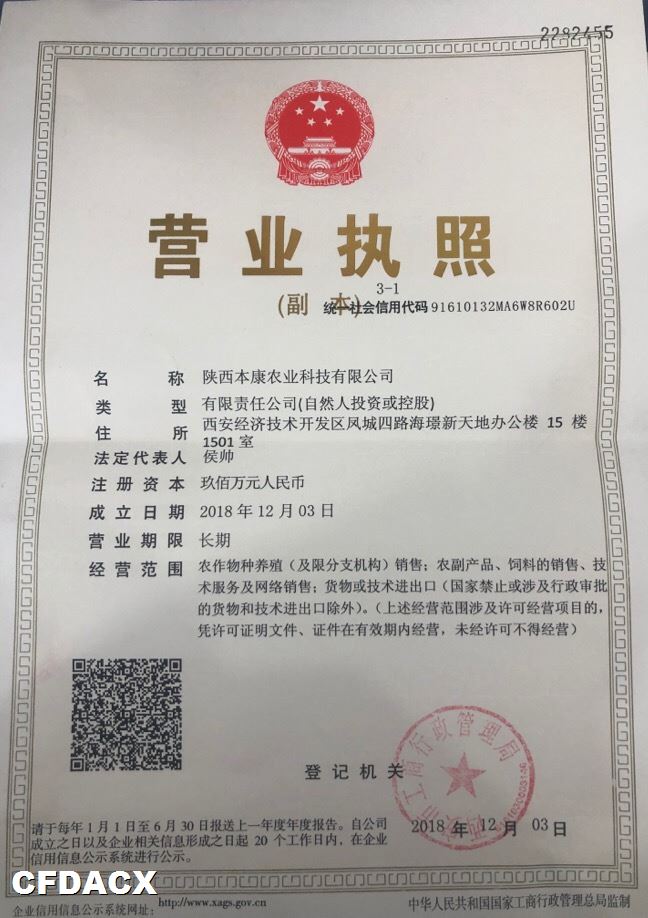 2282455
营业执照
(副 本)
3-1
统一社会信用代码 91610132MA6W8R602U
名 称 陕西本康农业科技有限公司
类 型 有限责任公司(自然人投资或控股)
住 所 西安经济技术开发区凤城四路海璟新天地办公楼 15 楼
1501 室
法定代表人 侯帅
注册资本 玖佰万元人民币
成立日期 2018 年 12 月 03 日
营业期限 长期
经营范围 农作物种养殖（及限分支机构）销售；农副产品、饲料的销售、技
术服务及网络销售；货物或技术进出口（国家禁止或涉及行政审批
的货物和技术进出口除外）。（上述经营范围涉及许可经营项目的，
凭许可证明文件、证件在有效期内经营，未经许可不得经营）
工商行政管理局
登记机关
2018 年 12 月 03 日
请于每年 1 月 1 日至 6 月 30 日报送上一年度年度报告。自公司
成立之日以及企业相关信息形成之日起 20 个工作日内，在企业
信用信息公示系统进行公示。
CFDACX
企业信用信息公示系统网址： http://www.xags.gov.cn
中华人民共和国国家工商行政管理总局监制